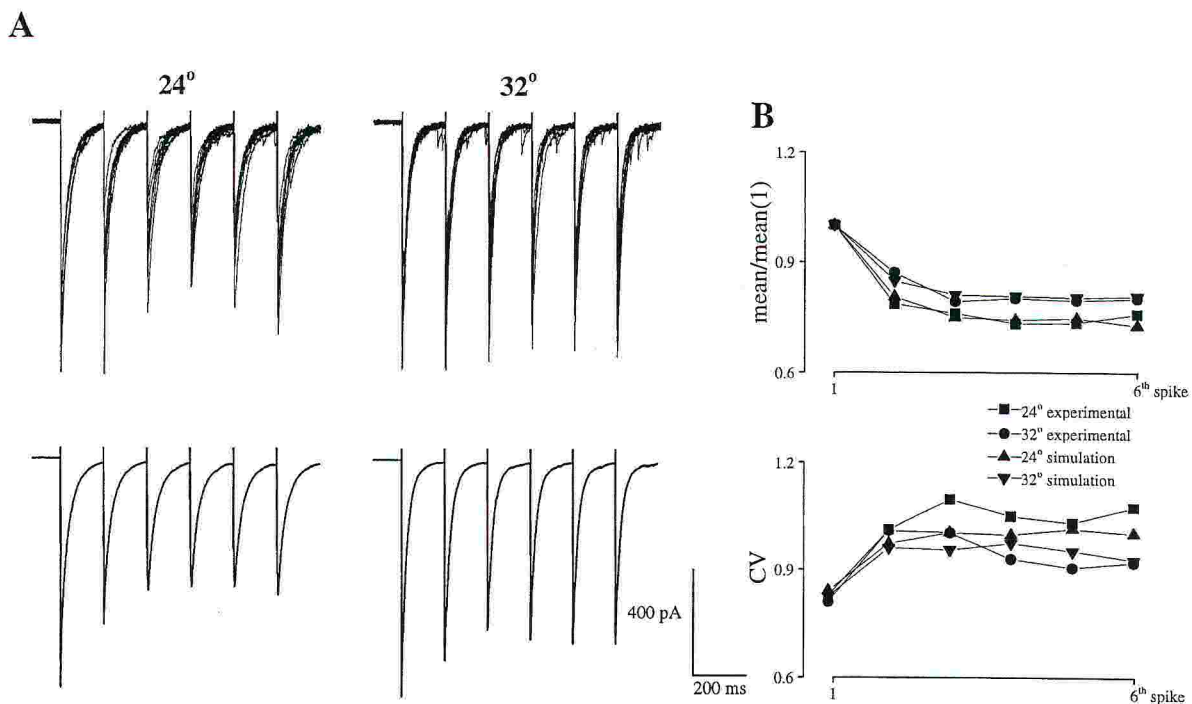 A
24°
32°
B
1.2
0.9
0.6
mean/mean(1)
1
6th spike
24° experimental
32° experimental
24° simulation
32° simulation
1.2
0.9
0.6
CV
1
6th spike
400 pA
200 ms